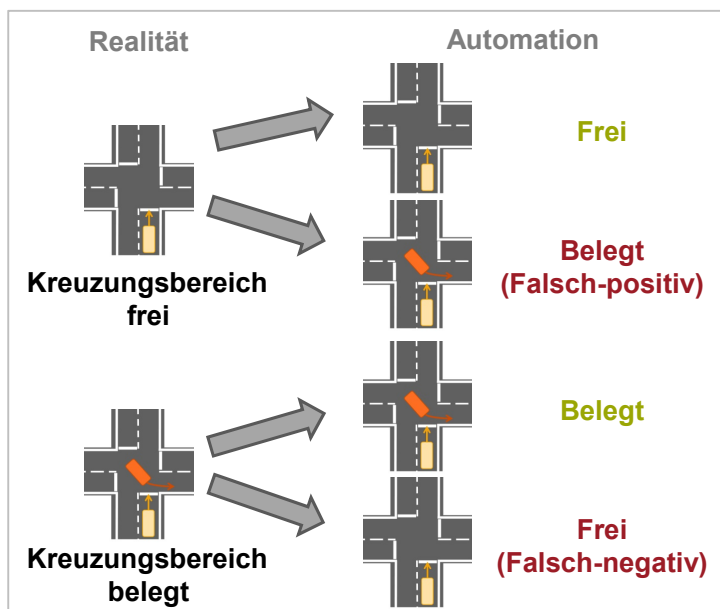 Realität
Automation
Frei
Kreuzungsbereich
frei
Belegt
(Falsch-positiv)
Belegt
Kreuzungsbereich
belegt
Frei
(Falsch-negativ)